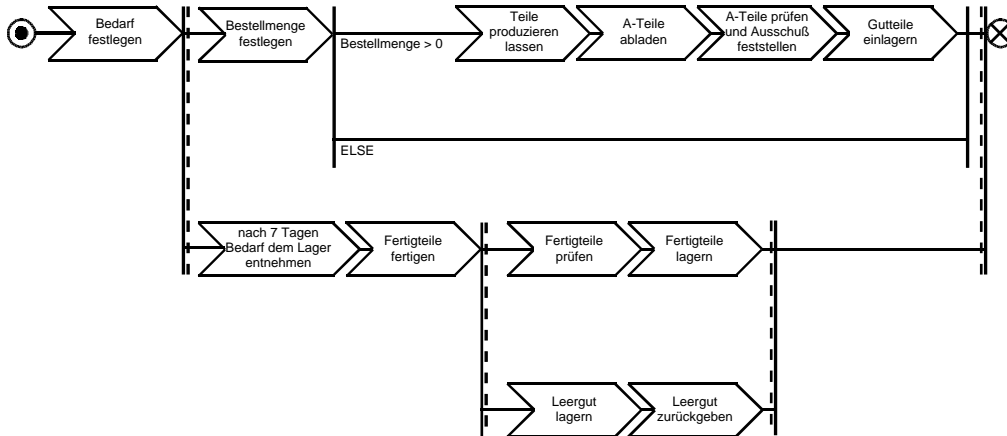 Bedarf
festlegen
Bestellmenge
festlegen
Bestellmenge > 0
Teile
produzieren
lassen
A-Teile
abladen
A-Teile prüfen
und Ausschuß
feststellen
Gutteile
einlagern
ELSE
nach 7 Tagen
Bedarf dem Lager
entnehmen
Fertigteile
fertigen
Fertigteile
prüfen
Fertigteile
lagern
Leergut
lagern
Leergut
zurückgeben